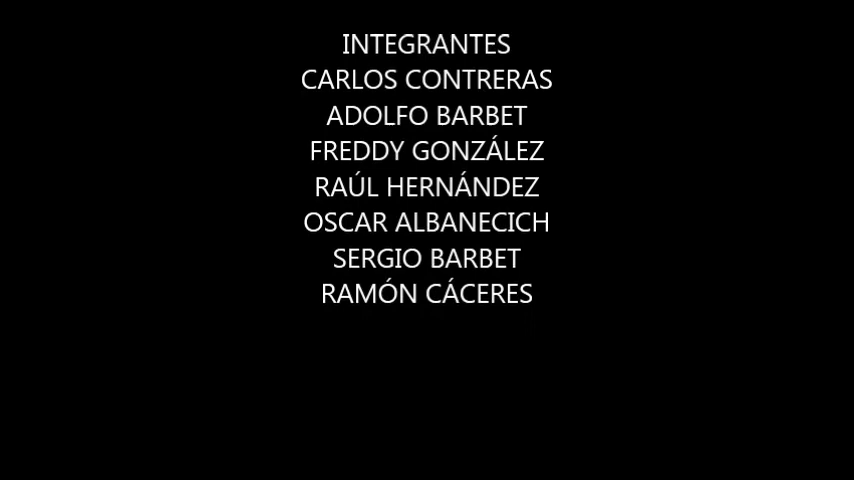 INTEGRANTES
CARLOS CONTRERAS
ADOLFO BARBET
FREDDY GONZÁLEZ
RAÚL HERNÁNDEZ
OSCAR ALBANECICH
SERGIO BARBET
RAMÓN CÁCERES